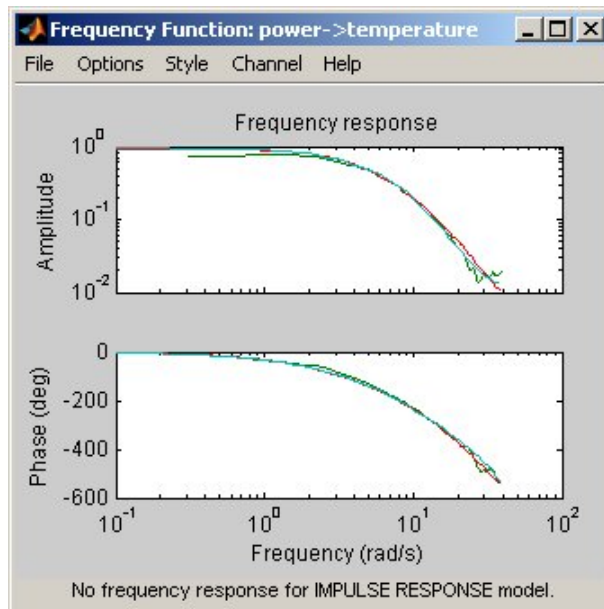 Frequency Function: power->temperature
File Options Style Channel Help
Frequency response
Amplitude
10^0
10^-1
10^-2
Phase (deg)
0
-200
-400
-600
10^-1 10^0 10^1 10^2
Frequency (rad/s)
No frequency response for IMPULSE RESPONSE model.